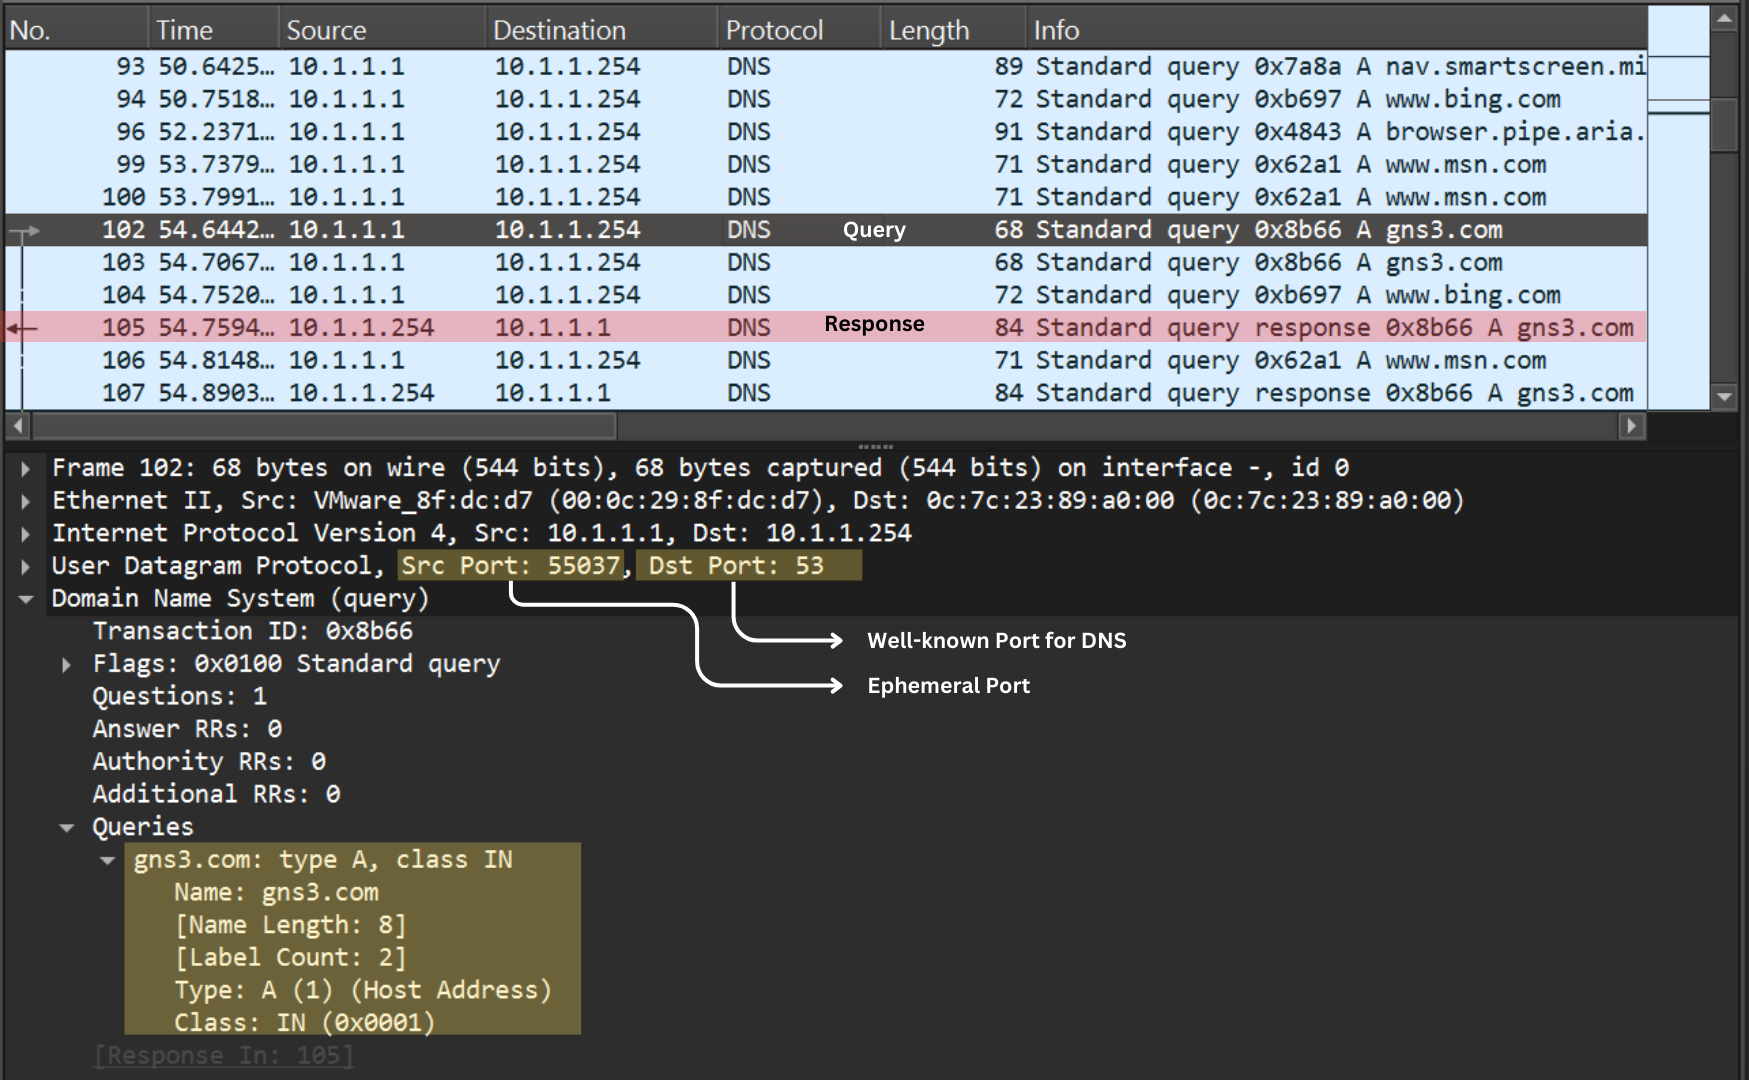 No. Time Source Destination Protocol Length Info
93 50.6425… 10.1.1.1 10.1.1.254 DNS 89 Standard query 0x7a8a A nav.smartscreen.mi
94 50.7518… 10.1.1.1 10.1.1.254 DNS 72 Standard query 0xb697 A www.bing.com
96 52.2371… 10.1.1.1 10.1.1.254 DNS 91 Standard query 0x4843 A browser.pipe.aria.
99 53.7379… 10.1.1.1 10.1.1.254 DNS 71 Standard query 0x62a1 A www.msn.com
100 53.7991… 10.1.1.1 10.1.1.254 DNS 71 Standard query 0x62a1 A www.msn.com
102 54.6442… 10.1.1.1 10.1.1.254 DNS Query 68 Standard query 0x8b66 A gns3.com
103 54.7067… 10.1.1.1 10.1.1.254 DNS 68 Standard query 0x8b66 A gns3.com
104 54.7520… 10.1.1.1 10.1.1.254 DNS 72 Standard query 0xb697 A www.bing.com
105 54.7594… 10.1.1.254 10.1.1.1 DNS Response 84 Standard query response 0x8b66 A gns3.com
106 54.8148… 10.1.1.1 10.1.1.254 DNS 71 Standard query 0x62a1 A www.msn.com
107 54.8903… 10.1.1.254 10.1.1.1 DNS 84 Standard query response 0x8b66 A gns3.com
Frame 102: 68 bytes on wire (544 bits), 68 bytes captured (544 bits) on interface -, id 0
Ethernet II, Src: VMware_8f:dc:d7 (00:0c:29:8f:dc:d7), Dst: 0c:7c:23:89:a0:00 (0c:7c:23:89:a0:00)
Internet Protocol Version 4, Src: 10.1.1.1, Dst: 10.1.1.254
User Datagram Protocol, Src Port: 55037, Dst Port: 53
Domain Name System (query)
Transaction ID: 0x8b66
Well-known Port for DNS
Flags: 0x0100 Standard query
Ephemeral Port
Questions: 1
Answer RRs: 0
Authority RRs: 0
Additional RRs: 0
Queries
gns3.com: type A, class IN
Name: gns3.com
[Name Length: 8]
[Label Count: 2]
Type: A (1) (Host Address)
Class: IN (0x0001)
[Response In: 105]